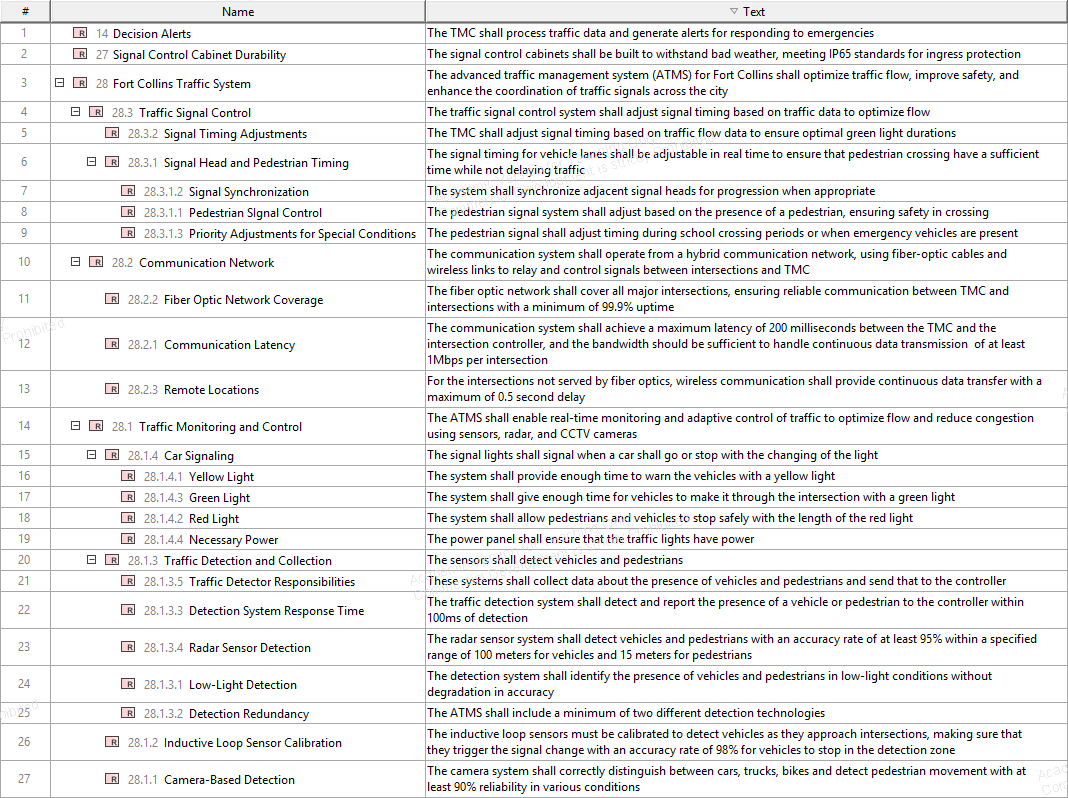 # Name Text
1 R 14 Decision Alerts The TMC shall process traffic data and generate alerts for responding to emergencies
2 R 27 Signal Control Cabinet Durability The signal control cabinets shall be built to withstand bad weather, meeting IP65 standards for ingress protection
3 R 28 Fort Collins Traffic System The advanced traffic management system (ATMS) for Fort Collins shall optimize traffic flow, improve safety, and
enhance the coordination of traffic signals across the city
4 R 28.3 Traffic Signal Control The traffic signal control system shall adjust signal timing based on traffic data to optimize flow
5 R 28.3.2 Signal Timing Adjustments The TMC shall adjust signal timing based on traffic flow data to ensure optimal green light durations
6 R 28.3.1 Signal Head and Pedestrian Timing The signal timing for vehicle lanes shall be adjustable in real time to ensure that pedestrian crossing have a sufficient
time while not delaying traffic
7 R 28.3.1.2 Signal Synchronization The system shall synchronize adjacent signal heads for progression when appropriate
8 R 28.3.1.1 Pedestrian SIgnal Control The pedestrian signal system shall adjust based on the presence of a pedestrian, ensuring safety in crossing
9 R 28.3.1.3 Priority Adjustments for Special Conditions The pedestrian signal shall adjust timing during school crossing periods or when emergency vehicles are present
10 R 28.2 Communication Network The communication system shall operate from a hybrid communication network, using fiber-optic cables and
wireless links to relay and control signals between intersections and TMC
11 R 28.2.2 Fiber Optic Network Coverage The fiber optic network shall cover all major intersections, ensuring reliable communication between TMC and
intersections with a minimum of 99.9% uptime
12 R 28.2.1 Communication Latency The communication system shall achieve a maximum latency of 200 milliseconds between the TMC and the
intersection controller, and the bandwidth should be sufficient to handle continuous data transmission of at least
1Mbps per intersection
13 R 28.2.3 Remote Locations For the intersections not served by fiber optics, wireless communication shall provide continuous data transfer with a
maximum of 0.5 second delay
14 R 28.1 Traffic Monitoring and Control The ATMS shall enable real-time monitoring and adaptive control of traffic to optimize flow and reduce congestion
using sensors, radar, and CCTV cameras
15 R 28.1.4 Car Signaling The signal lights shall signal when a car shall go or stop with the changing of the light
16 R 28.1.4.1 Yellow Light The system shall provide enough time to warn the vehicles with a yellow light
17 R 28.1.4.3 Green Light The system shall give enough time for vehicles to make it through the intersection with a green light
18 R 28.1.4.2 Red Light The system shall allow pedestrians and vehicles to stop safely with the length of the red light
19 R 28.1.4.4 Necessary Power The power panel shall ensure that the traffic lights have power
20 R 28.1.3 Traffic Detection and Collection The sensors shall detect vehicles and pedestrians
21 R 28.1.3.5 Traffic Detector Responsibilities These systems shall collect data about the presence of vehicles and pedestrians and send that to the controller
22 R 28.1.3.3 Detection System Response Time The traffic detection system shall detect and report the presence of a vehicle or pedestrian to the controller within
100ms of detection
23 R 28.1.3.4 Radar Sensor Detection The radar sensor system shall detect vehicles and pedestrians with an accuracy rate of at least 95% within a specified
range of 100 meters for vehicles and 15 meters for pedestrians
24 R 28.1.3.1 Low-Light Detection The detection system shall identify the presence of vehicles and pedestrians in low-light conditions without
degradation in accuracy
25 R 28.1.3.2 Detection Redundancy The ATMS shall include a minimum of two different detection technologies
26 R 28.1.2 Inductive Loop Sensor Calibration The inductive loop sensors must be calibrated to detect vehicles as they approach intersections, making sure that
they trigger the signal change with an accuracy rate of 98% for vehicles to stop in the detection zone
27 R 28.1.1 Camera-Based Detection The camera system shall correctly distinguish between cars, trucks, bikes and detect pedestrian movement with at
least 90% reliability in various conditions